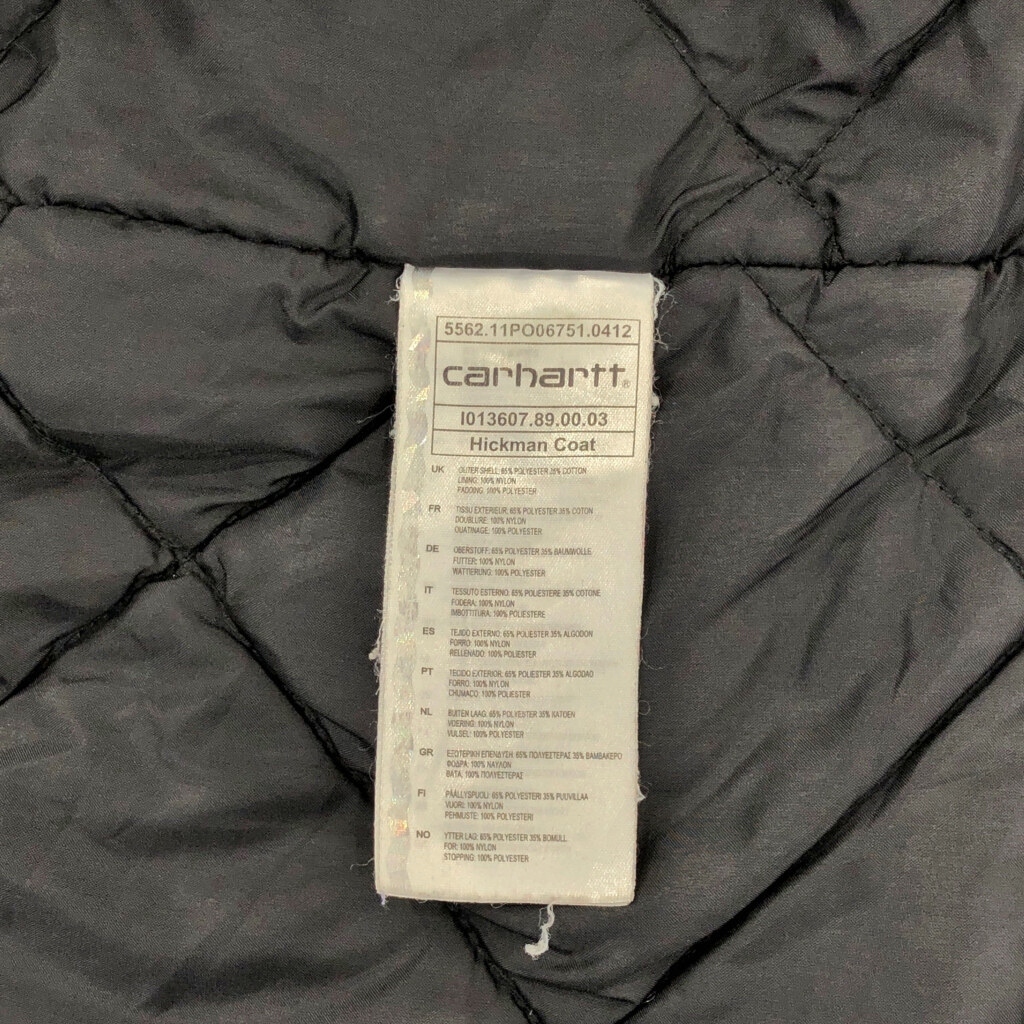 5562.11PO06751.0412
carhartt®
I013607.89.00.03
Hickman Coat
UK OUTER SHELL: 65% POLYESTER 35% COTTON
LINING: 100% NYLON
PADDING: 100% POLYESTER
FR TISSU EXTERIEUR: 65% POLYESTER 35% COTON
DOUBLURE: 100% NYLON
OUATINAGE: 100% POLYESTER
DE OBERSTOFF: 65% POLYESTER 35% BAUMWOLLE
FUTTER: 100% NYLON
WATTIERUNG: 100% POLYESTER
IT TESSUTO ESTERNO: 65% POLIESTERE 35% COTONE
FODERA: 100% NYLON
IMBOTTITURA: 100% POLIESTERE
ES TEJIDO EXTERNO: 65% POLIESTER 35% ALGODON
FORRO: 100% NYLON
RELLENADO: 100% POLIESTER
PT TECIDO EXTERIOR: 65% POLIESTER 35% ALGODAO
FORRO: 100% NYLON
CHUMACO: 100% POLIESTER
NL BUITEN LAAG: 65% POLYESTER 35% KATOEN
VOERING: 100% NYLON
VULSEL: 100% POLYESTER
GR ΕΞΩΤΕΡΙΚΗ ΕΠΕΝΔΥΣΗ: 65% ΠΟΛΥΕΣΤΕΡΑΣ 35% ΒΑΜΒΑΚΕΡΟ
ΦΟΔΡΑ: 100% ΝΑΥΛΟΝ
ΒΑΤΑ: 100% ΠΟΛΥΕΣΤΕΡΑΣ
FI PÄÄLLYSPUOLI: 65% POLYESTERI 35% PUUVILLAA
VUORI: 100% NYLON
PEHMUSTE: 100% POLYESTERI
NO YTTER LAG: 65% POLYESTER 35% BOMULL
FOR: 100% NYLON
STOPPING: 100% POLYESTER